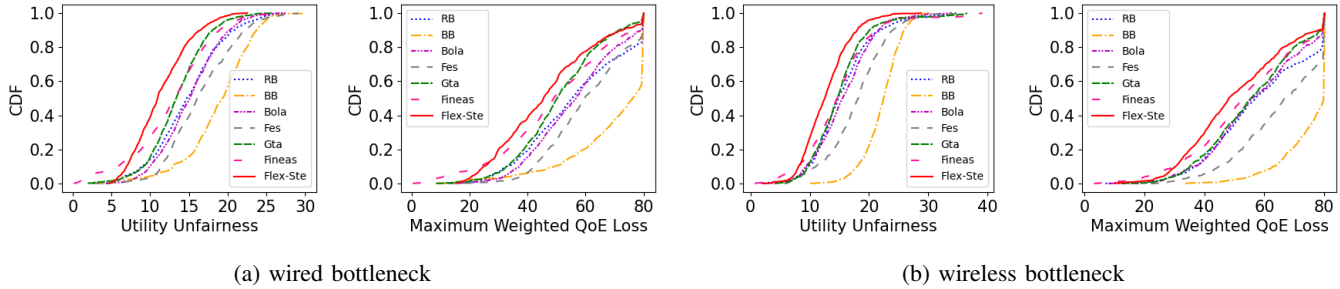 1.0
0.8
0.6
0.4
0.2
0.0
CDF
0 5 10 15 20 25 30
Utility Unfairness
RB
BB
Bola
Fes
Gta
Fineas
Flex-Ste
1.0
0.8
0.6
0.4
0.2
0.0
CDF
0 20 40 60 80
Maximum Weighted QoE Loss
RB
BB
Bola
Fes
Gta
Fineas
Flex-Ste
(a) wired bottleneck
1.0
0.8
0.6
0.4
0.2
0.0
CDF
0 10 20 30 40
Utility Unfairness
RB
BB
Bola
Fes
Gta
Fineas
Flex-Ste
1.0
0.8
0.6
0.4
0.2
0.0
CDF
0 20 40 60 80
Maximum Weighted QoE Loss
RB
BB
Bola
Fes
Gta
Fineas
Flex-Ste
(b) wireless bottleneck